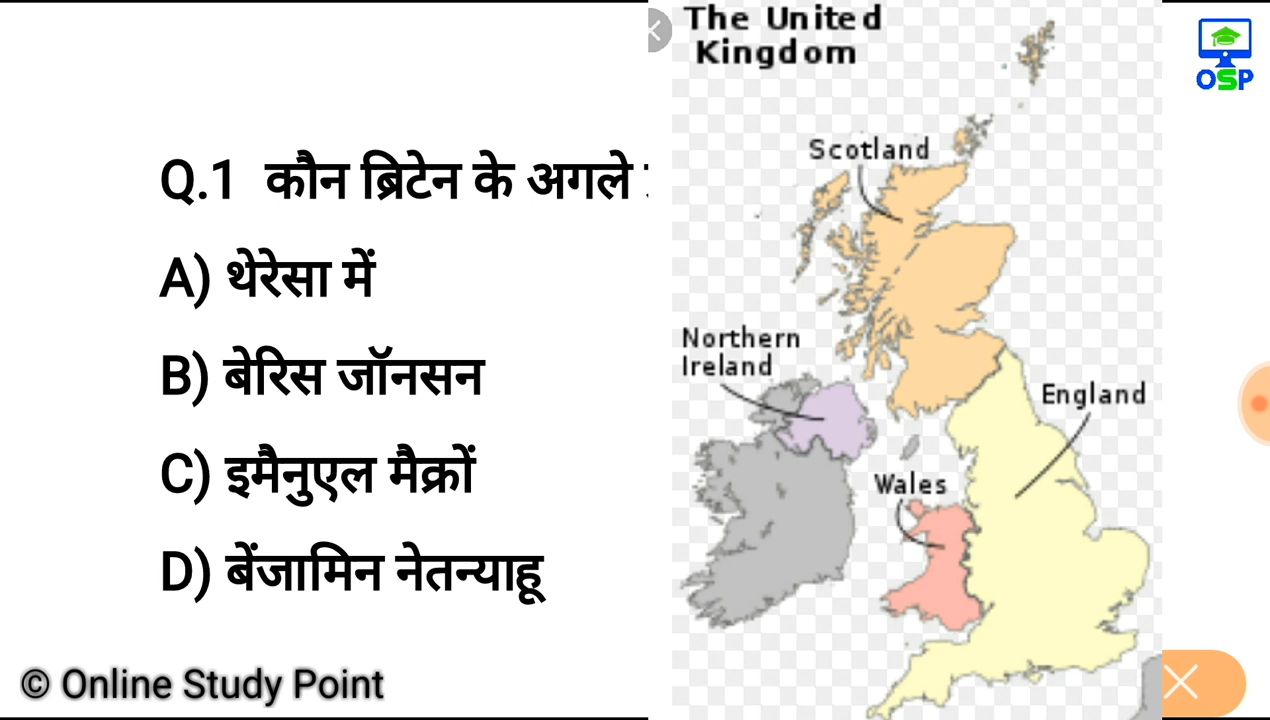 Q.1 कौन ब्रिटेन के अगले
A) थेरेसा में
B) बेरिस जॉनसन
C) इमैनुएल मैक्रों
D) बेंजामिन नेतन्याहू
© Online Study Point
The United
Kingdom
Scotland
Northern
Ireland
England
Wales
OSP